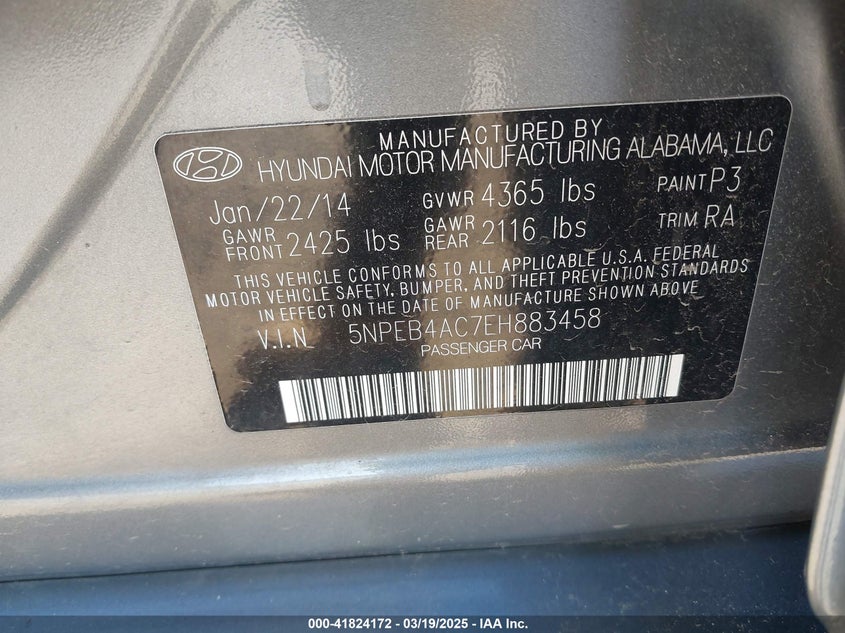 MANUFACTURED BY
HYUNDAI MOTOR MANUFACTURING ALABAMA, LLC
Jan/22/14 GVWR 4365 lbs PAINT P3
GAWR FRONT 2425 lbs GAWR REAR 2116 lbs TRIM RA
THIS VEHICLE CONFORMS TO ALL APPLICABLE U.S.A. FEDERAL
MOTOR VEHICLE SAFETY, BUMPER, AND THEFT PREVENTION STANDARDS
IN EFFECT ON THE DATE OF MANUFACTURE SHOWN ABOVE
V.I.N 5NPEB4AC7EH883458
PASSENGER CAR
000-41824172 - 03/19/2025 - IAA Inc.